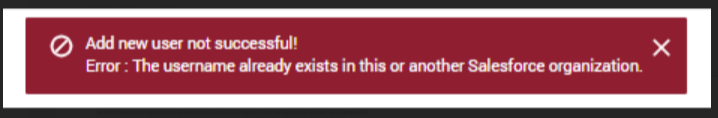 Add new user not successful!
Error : The username already exists in this or another Salesforce organization.